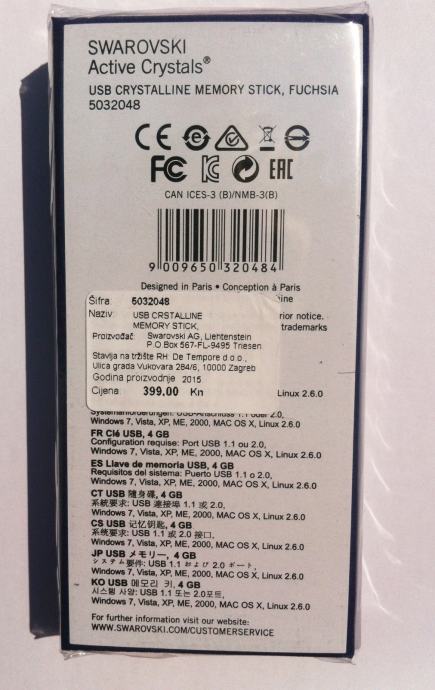 SWAROVSKI
Active Crystals®
USB CRYSTALLINE MEMORY STICK, FUCHSIA
5032048
CE
FC EAC
CAN ICES-3 (B)/NMB-3(B)
9 009650 320484
Designed in Paris • Conception à Paris
Šifra: 5032048
Naziv: USB CRSTALLINE
MEMORY STICK,
rior notice.
trademarks
Proizvođač: Swarovski AG, Liehtenstein
P.O Box 567-FL-9495 Triesen
Stavlja na tržište RH: De Tempore d.o.o.,
Ulica grada Vukovara 284/6, 10000 Zagreb
Godina proizvodnje 2015
Cijena: 399,00 Kn
Linux 2.6.0
Systemanforderungen: USB-Anschluss 1.1 oder 2.0,
Windows 7, Vista, XP, ME, 2000, MAC OS X, Linux 2.6.0
FR Clé USB, 4 GB
Configuration requise: Port USB 1.1 ou 2.0,
Windows 7, Vista, XP, ME, 2000, MAC OS X, Linux 2.6.0
ES Llave de memoria USB, 4 GB
Requisitos del sistema: Puerto USB 1.1 o 2.0,
Windows 7, Vista, XP, ME, 2000, MAC OS X, Linux 2.6.0
CT USB 隨身碟, 4 GB
系統要求: USB 連接埠 1.1 或 2.0,
Windows 7, Vista, XP, ME, 2000, MAC OS X, Linux 2.6.0
CS USB 记忆钥匙, 4 GB
系统要求: USB 1.1 或 2.0 接口,
Windows 7, Vista, XP, ME, 2000, MAC OS X, Linux 2.6.0
JP USB メモリー, 4 GB
システム要件: USB 1.1 および 2.0 ポート,
Windows 7, Vista, XP, ME, 2000, MAC OS X, Linux 2.6.0
KO USB 메모리 키, 4 GB
시스템 사양: USB 1.1 또는 2.0포트,
Windows 7, Vista, XP, ME, 2000, MAC OS X, Linux 2.6.0
For further information visit our website:
WWW.SWAROVSKI.COM/CUSTOMERSERVICE